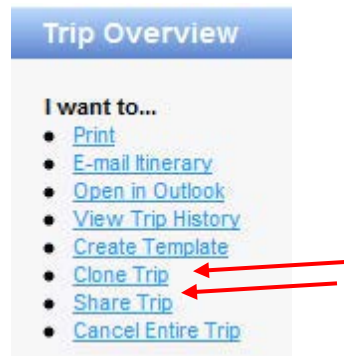 Trip Overview
I want to...
Print
E-mail Itinerary
Open in Outlook
View Trip History
Create Template
Clone Trip
Share Trip
Cancel Entire Trip